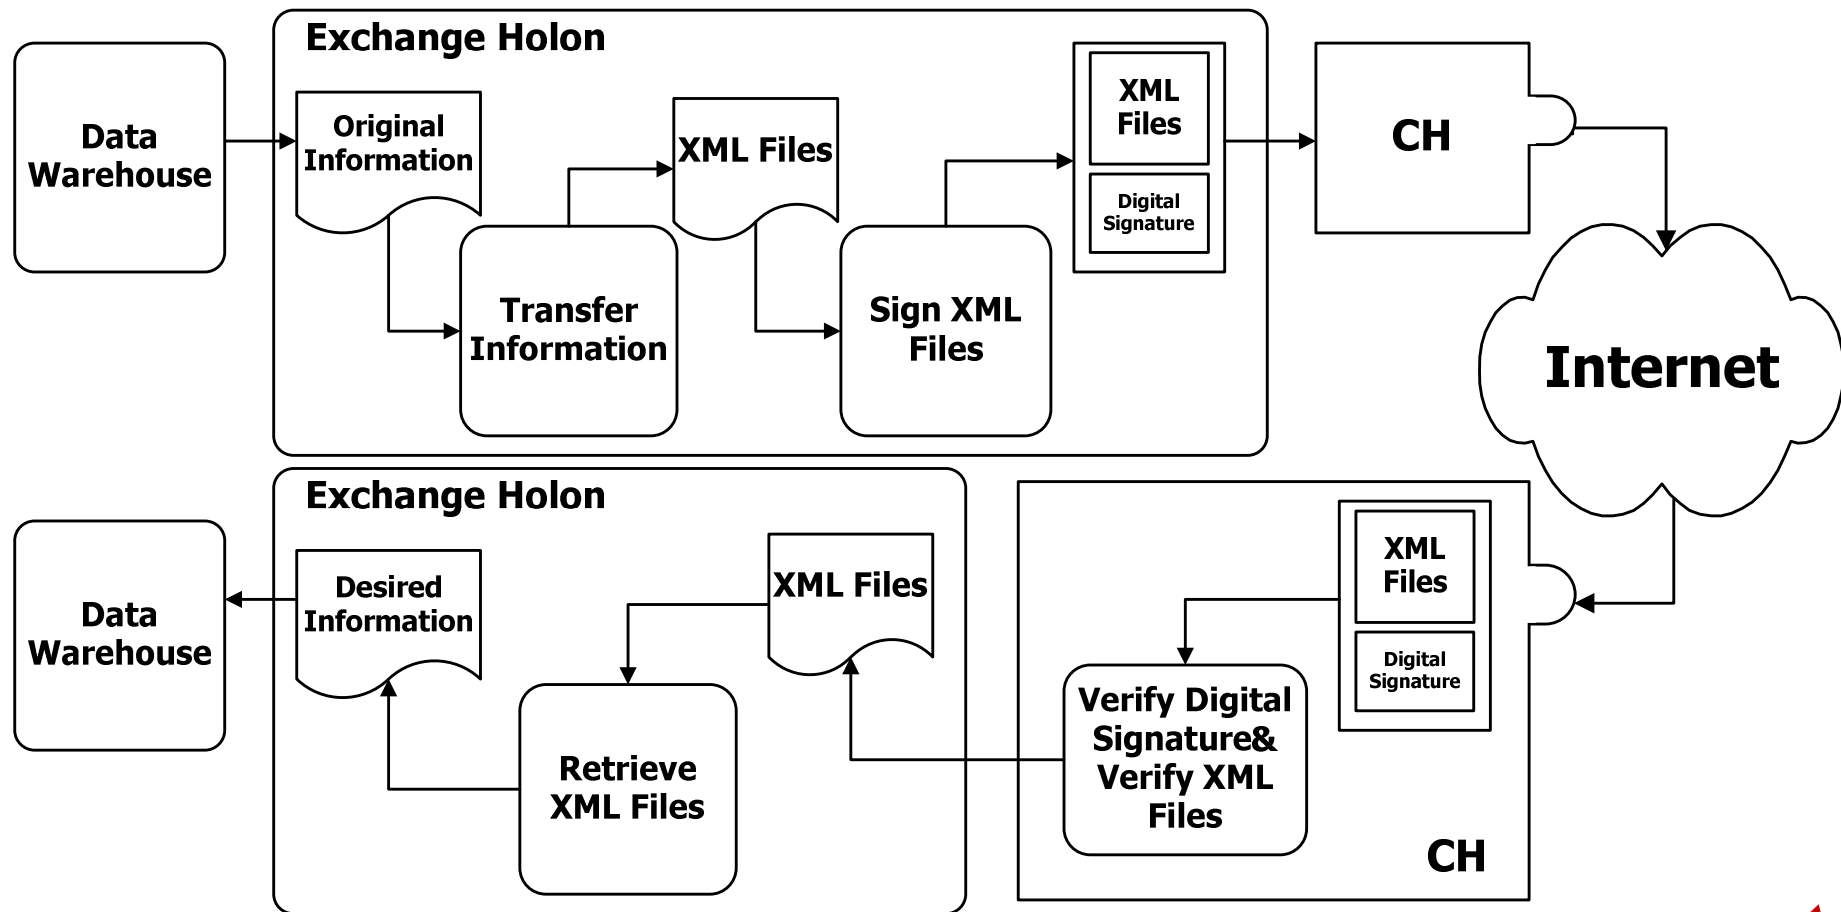 Exchange Holon
Data
Warehouse
Original
Information
Transfer
Information
XML Files
Sign XML
Files
XML
Files
Digital
Signature
CH
Internet
Exchange Holon
Data
Warehouse
Desired
Information
Retrieve
XML Files
XML Files
Verify Digital
Signature&
Verify XML
Files
XML
Files
Digital
Signature
CH